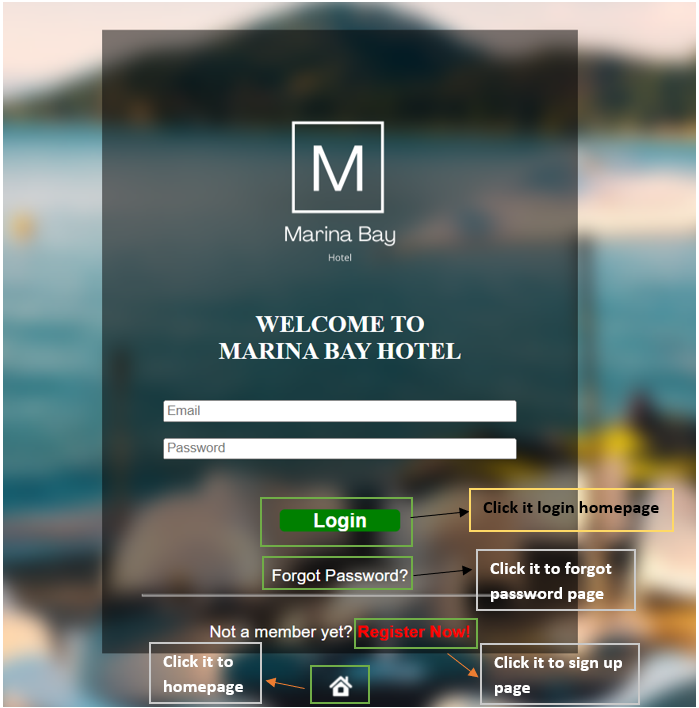 M
Marina Bay
Hotel
WELCOME TO
MARINA BAY HOTEL
Email
Password
Login
Click it login homepage
Forgot Password?
Click it to forgot
password page
Not a member yet? Register Now!
Click it to
homepage
Click it to sign up
page